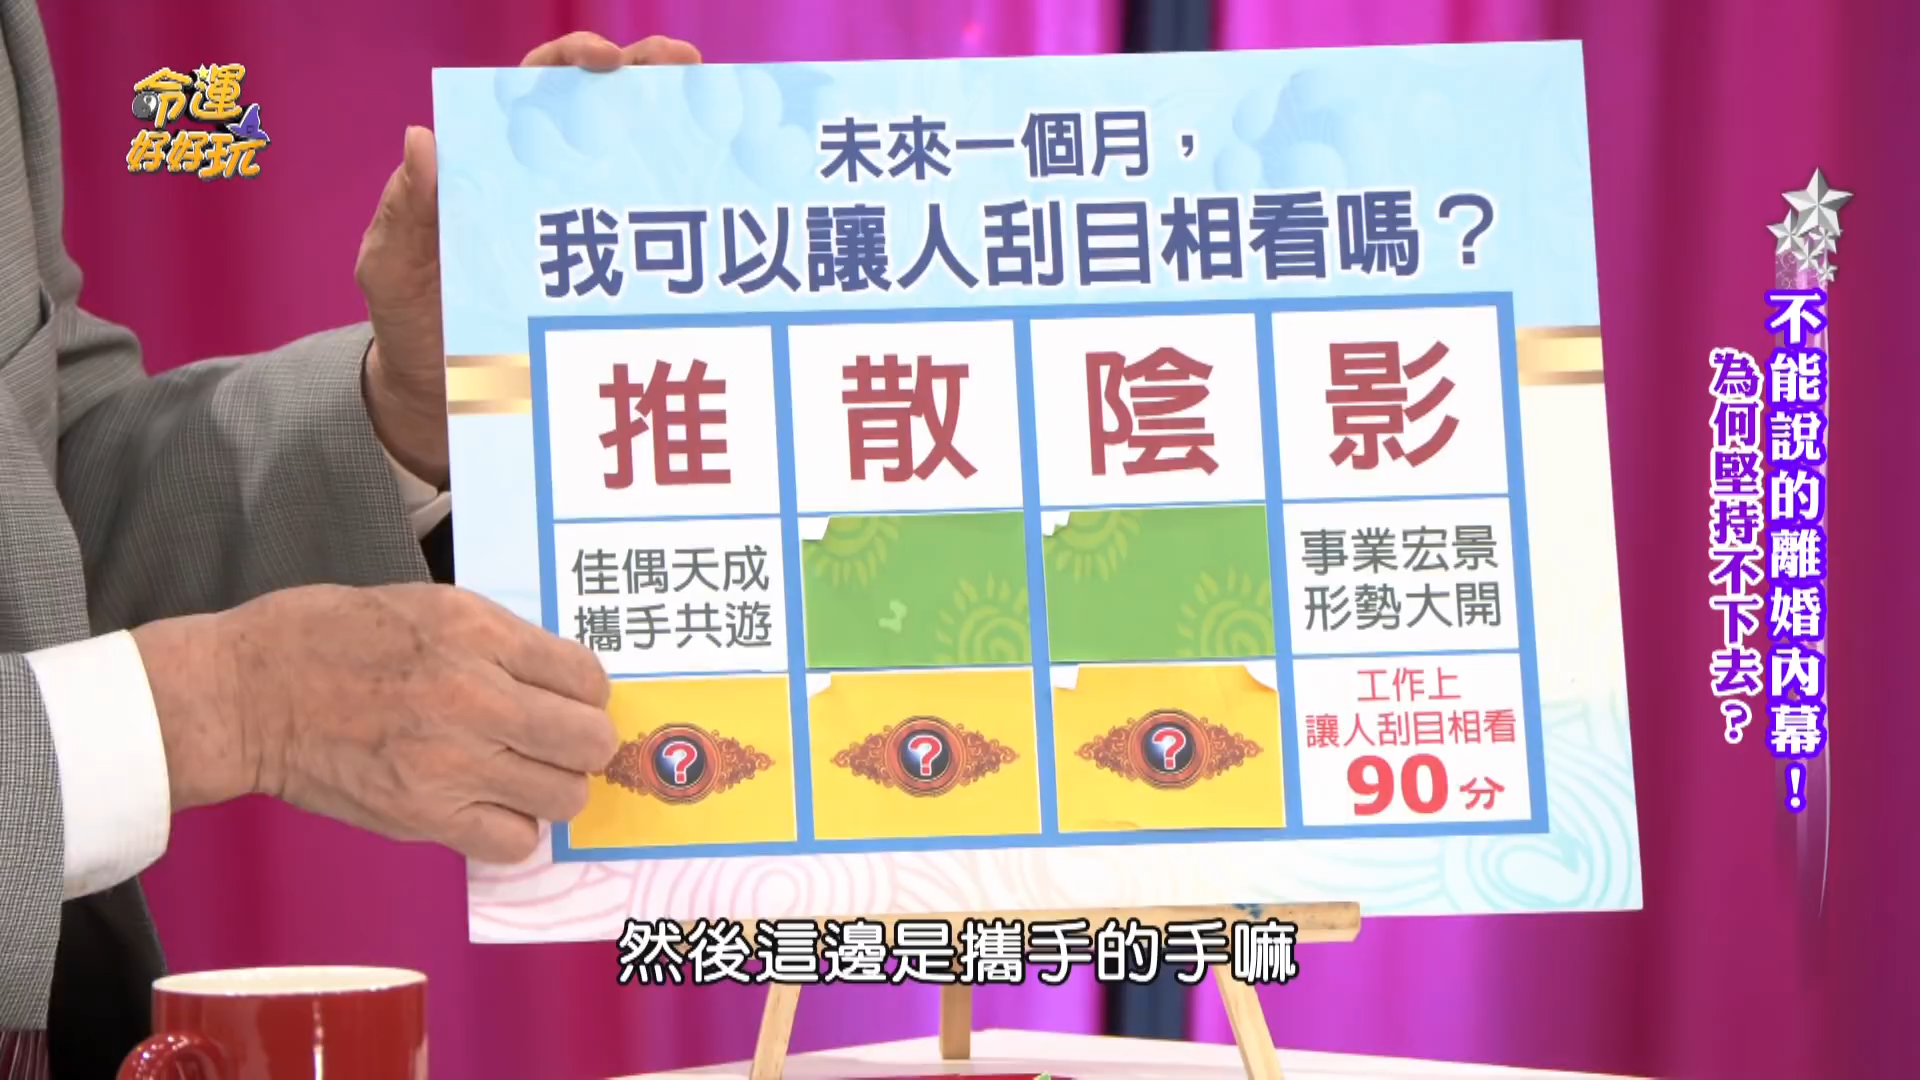 命運
好好玩
未來一個月，
我可以讓人刮目相看嗎？
推 散 陰 影
佳偶天成
攜手共遊
事業宏景
形勢大開
?
?
?
工作上
讓人刮目相看
90分
不能說的離婚內幕！
為何堅持不下去？
然後這邊是攜手的手嘛